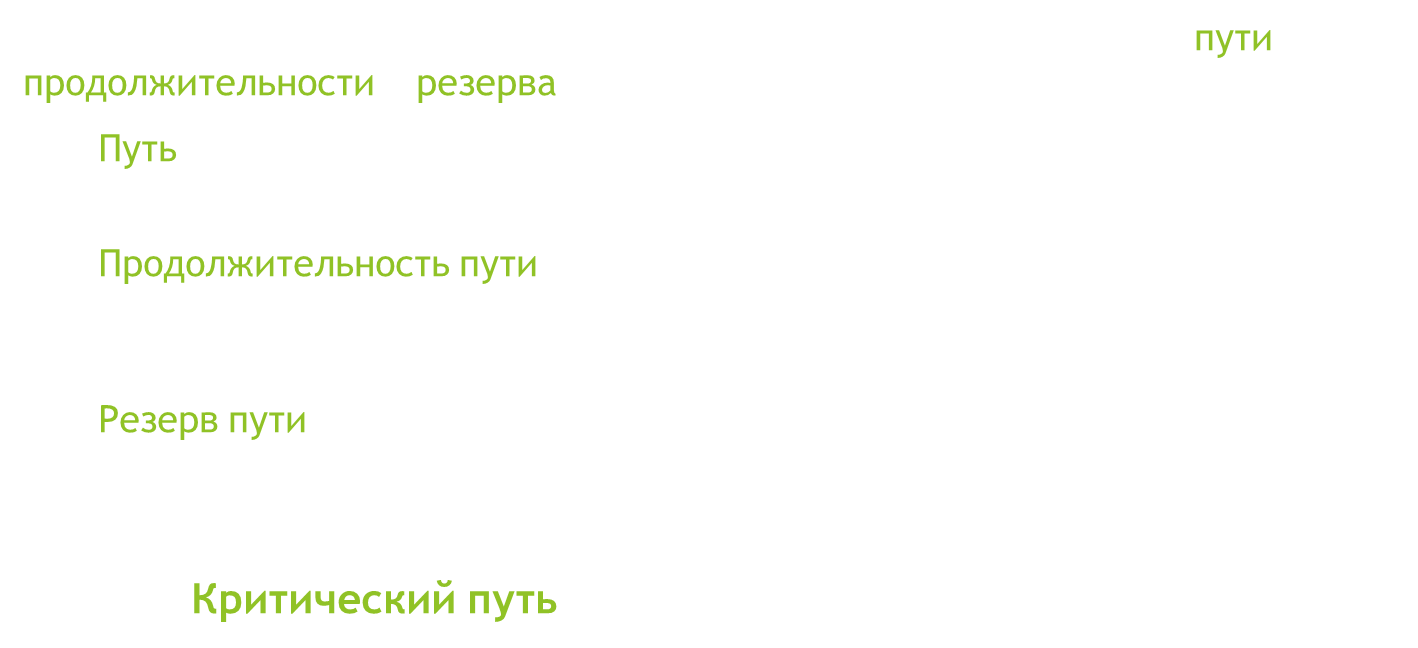 пути
продолжительности резерва
Путь
Продолжительность пути
Резерв пути
Критический путь